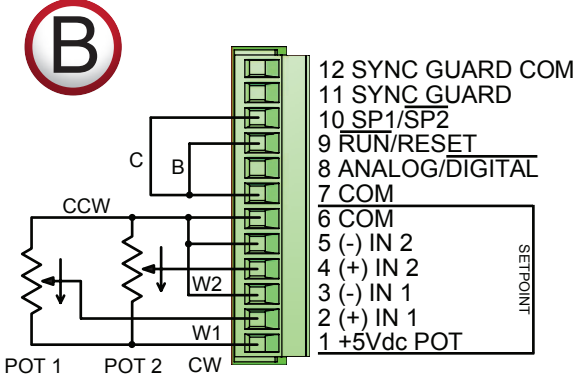 B
12 SYNC GUARD COM
11 SYNC GUARD
10 SP1/SP2
9 RUN/RESET
8 ANALOG/DIGITAL
7 COM
6 COM
5 (-) IN 2
4 (+) IN 2
3 (-) IN 1
2 (+) IN 1
1 +5Vdc POT
SETPOINT
C
B
CCW
W2
W1
POT 1
POT 2
CW